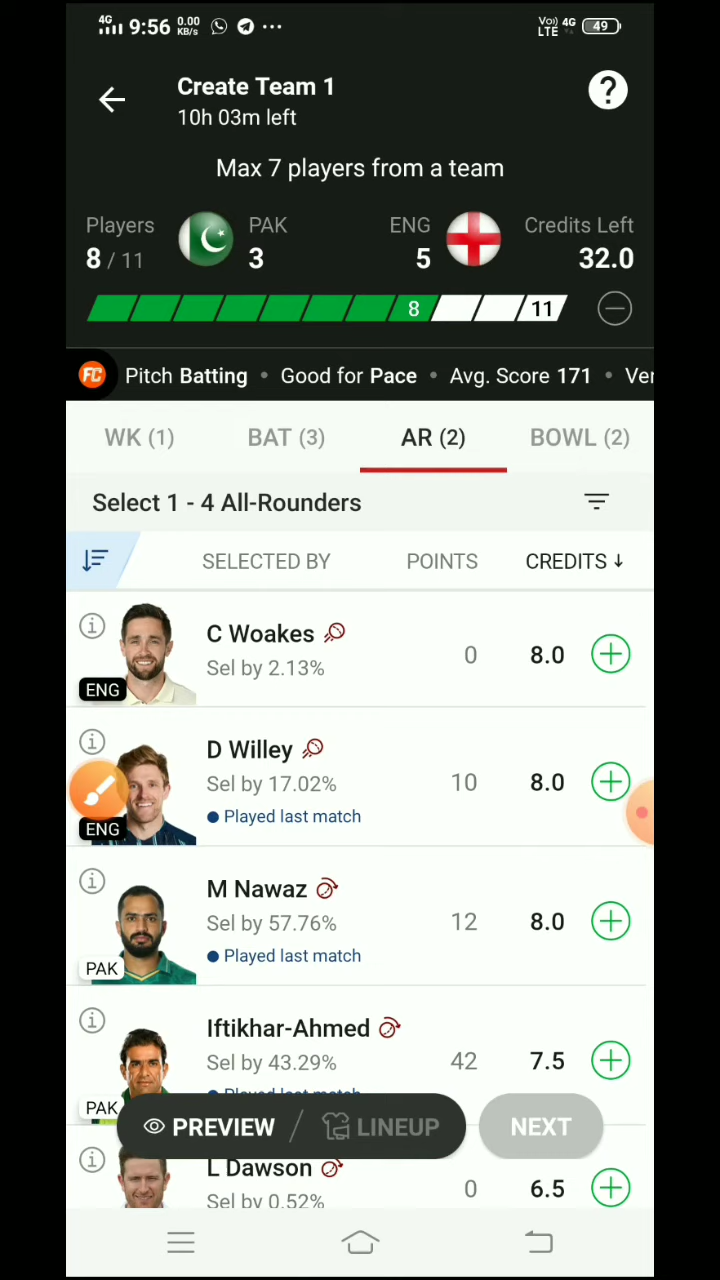 4G 9:56 0.00 KB/s ... Vo) LTE 4G 49
Create Team 1
10h 03m left
?
Max 7 players from a team
Players PAK ENG Credits Left
8 / 11 3 5 32.0
8 11
FC Pitch Batting • Good for Pace • Avg. Score 171 • Ver
WK (1) BAT (3) AR (2) BOWL (2)
Select 1 - 4 All-Rounders
SELECTED BY POINTS CREDITS ↓
C Woakes
Sel by 2.13% 0 8.0
ENG
D Willey
Sel by 17.02% 10 8.0
Played last match
ENG
M Nawaz
Sel by 57.76% 12 8.0
Played last match
PAK
Iftikhar-Ahmed
Sel by 43.29% 42 7.5
Played last match
PAK
PREVIEW / LINEUP NEXT
L Dawson
Sel by 0.52% 0 6.5